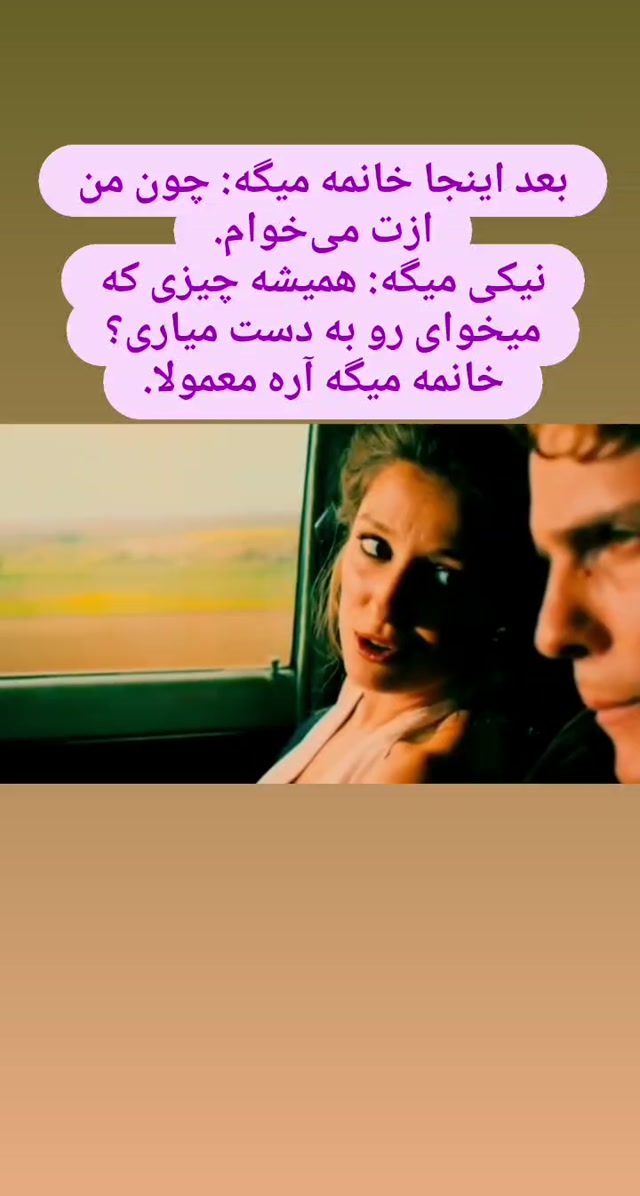 بعد اینجا خانمه میگه: چون من
ازت می‌خوام.
نیکی میگه: همیشه چیزی که
میخوای رو به دست میاری؟
خانمه میگه آره معمولا.